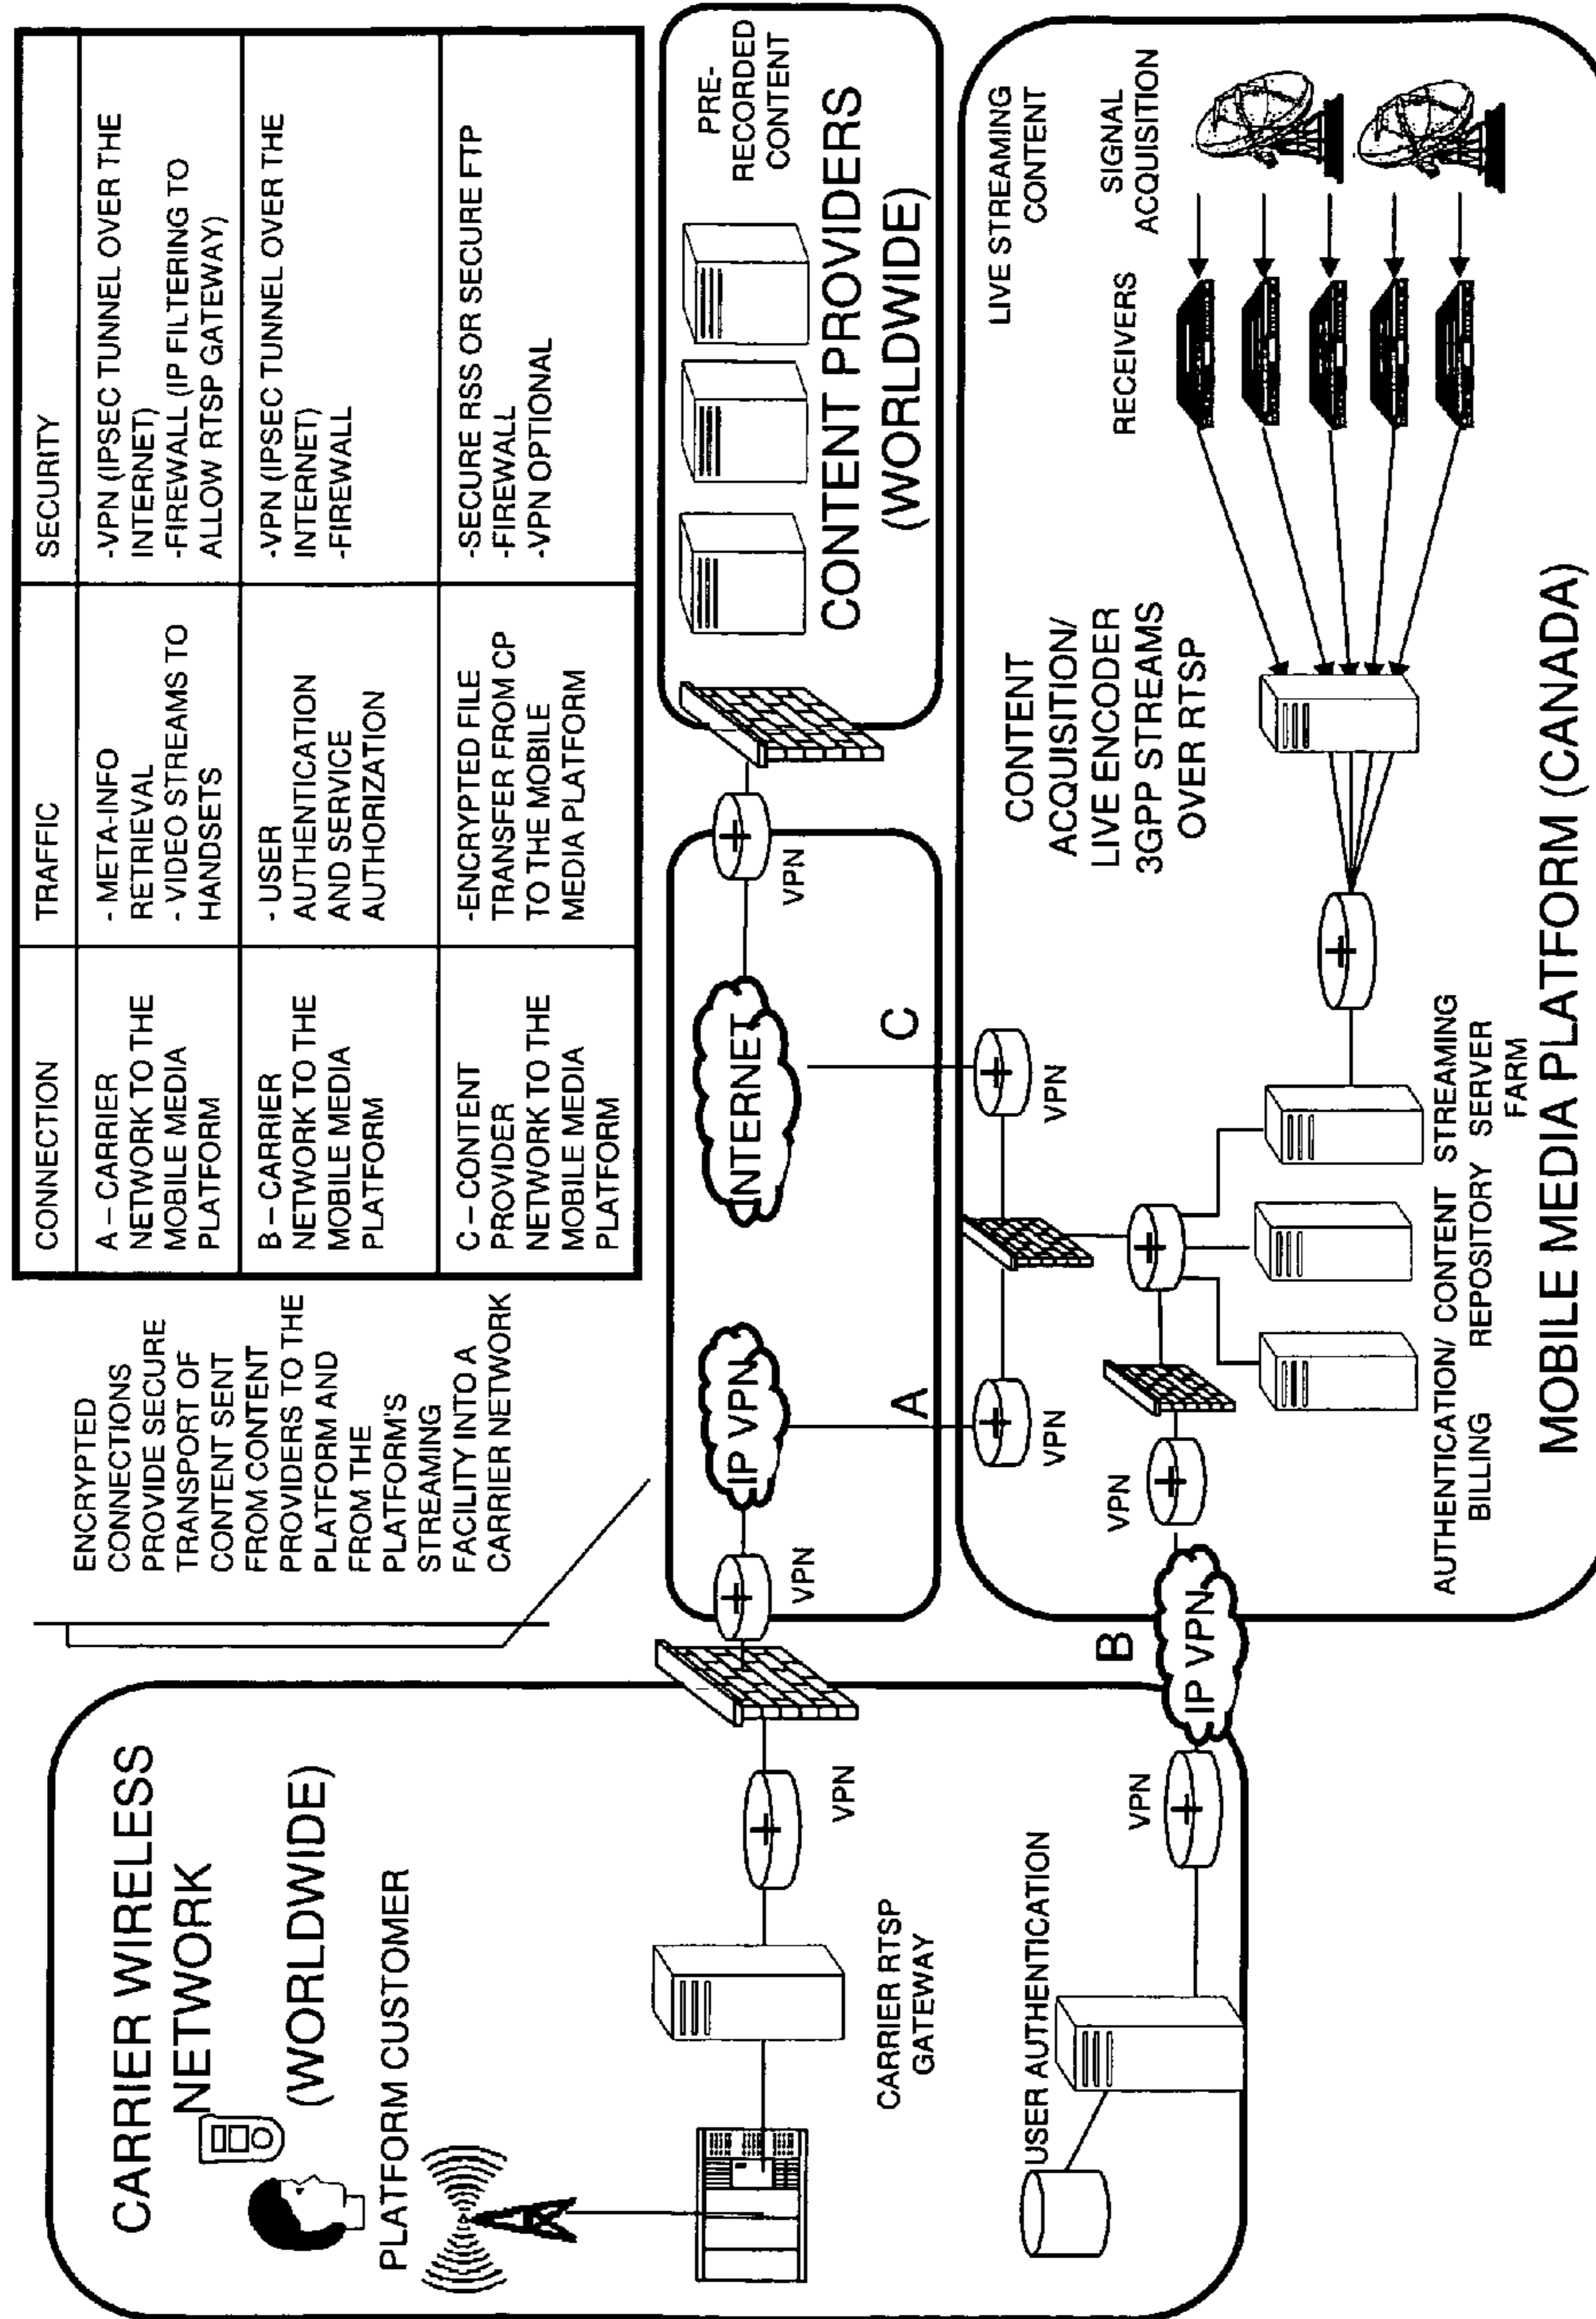 CARRIER WIRELESS
NETWORK
(WORLDWIDE)
PLATFORM CUSTOMER
CARRIER RTSP
GATEWAY
VPN
USER AUTHENTICATION
VPN
ENCRYPTED
CONNECTIONS
PROVIDE SECURE
TRANSPORT OF
CONTENT SENT
FROM CONTENT
PROVIDERS TO THE
PLATFORM AND
FROM THE
PLATFORM'S
STREAMING
FACILITY INTO A
CARRIER NETWORK
CONNECTION
TRAFFIC
SECURITY
A – CARRIER
NETWORK TO THE
MOBILE MEDIA
PLATFORM
- META-INFO
RETRIEVAL
- VIDEO STREAMS TO
HANDSETS
-VPN (IPSEC TUNNEL OVER THE
INTERNET)
-FIREWALL (IP FILTERING TO
ALLOW RTSP GATEWAY)
B – CARRIER
NETWORK TO THE
MOBILE MEDIA
PLATFORM
- USER
AUTHENTICATION
AND SERVICE
AUTHORIZATION
-VPN (IPSEC TUNNEL OVER THE
INTERNET)
-FIREWALL
C – CONTENT
PROVIDER
NETWORK TO THE
MOBILE MEDIA
PLATFORM
-ENCRYPTED FILE
TRANSFER FROM CP
TO THE MOBILE
MEDIA PLATFORM
-SECURE RSS OR SECURE FTP
-FIREWALL
-VPN OPTIONAL
VPN
IP VPN
A
INTERNET
C
VPN
PRE-
RECORDED
CONTENT
CONTENT PROVIDERS
(WORLDWIDE)
B
IP VPN
VPN
VPN
VPN
AUTHENTICATION/
BILLING
CONTENT
REPOSITORY
STREAMING
SERVER
FARM
CONTENT
ACQUISITION/
LIVE ENCODER
3GPP STREAMS
OVER RTSP
LIVE STREAMING
CONTENT
RECEIVERS
SIGNAL
ACQUISITION
MOBILE MEDIA PLATFORM (CANADA)